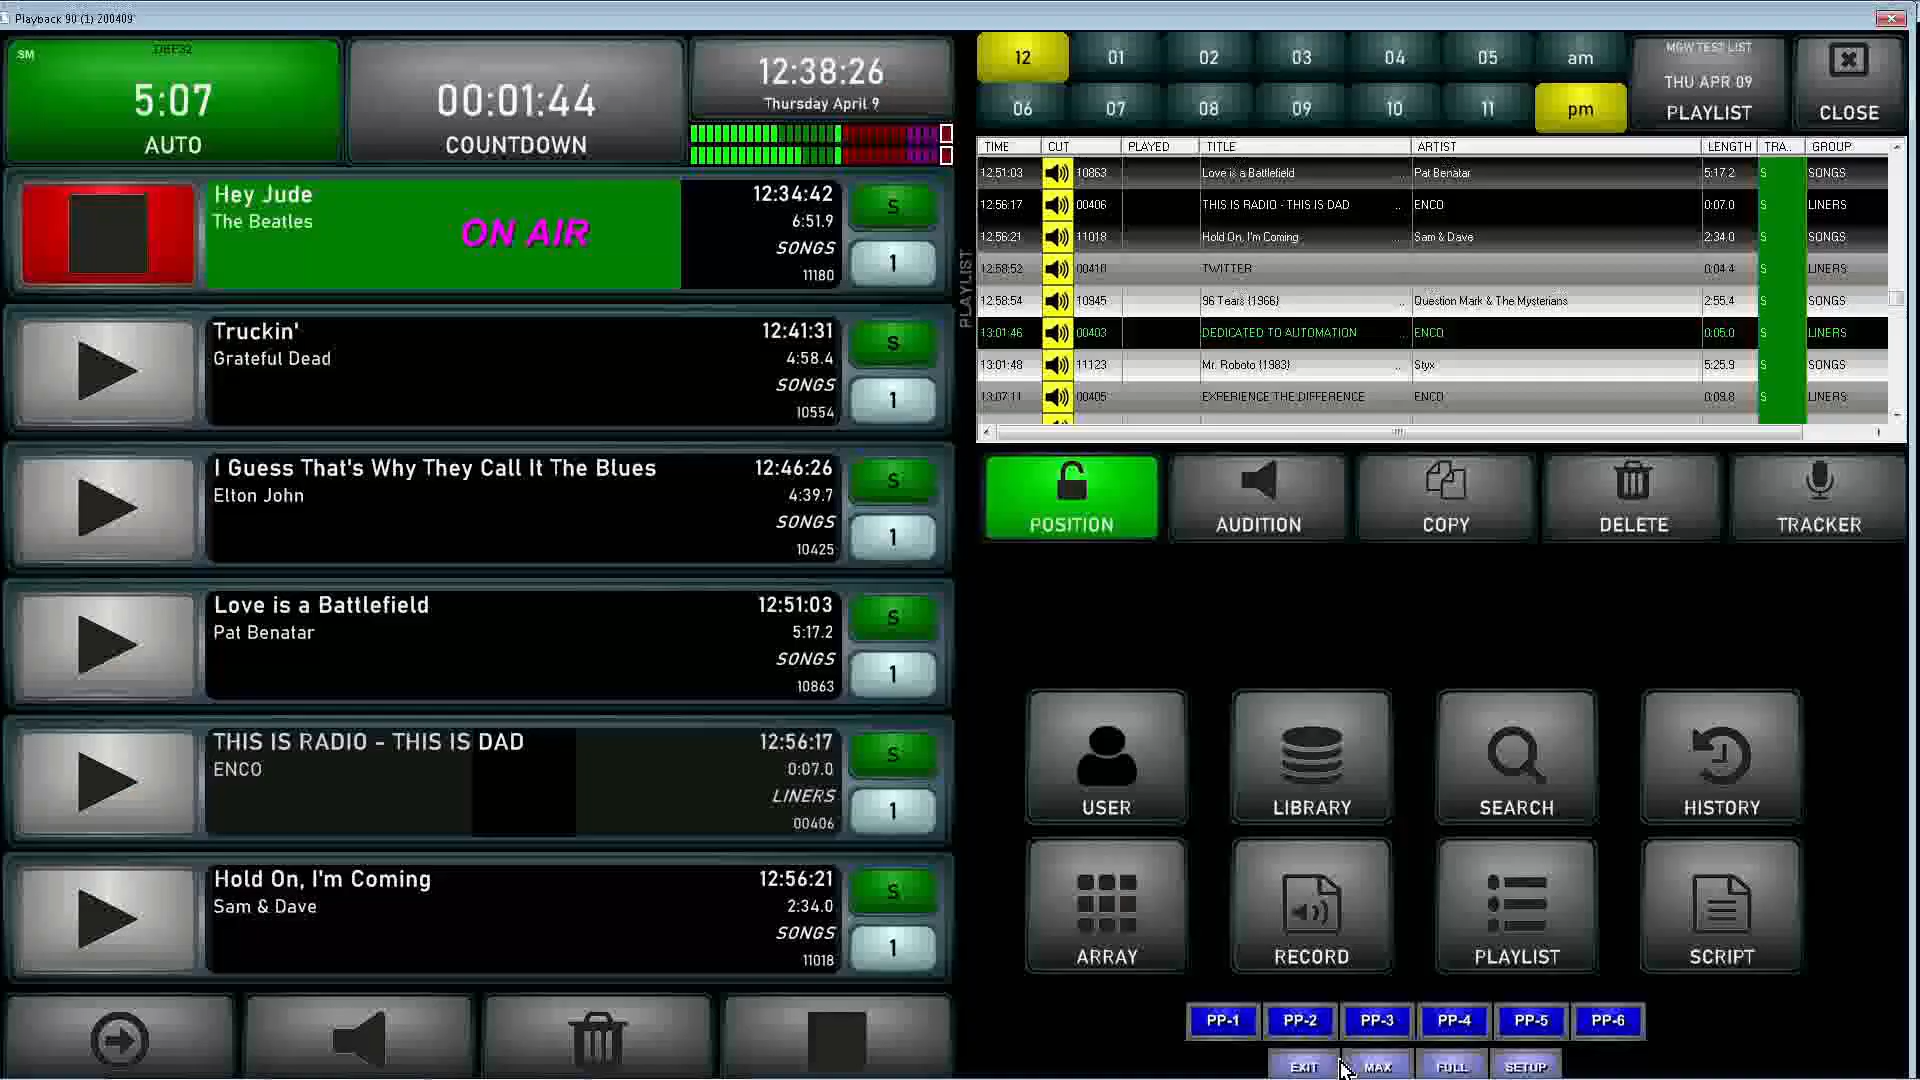 Playback 90 (1) 200409
SM
DEF32
5:07
AUTO
00:01:44
COUNTDOWN
12:38:26
Thursday April 9
Hey Jude
The Beatles
ON AIR
12:34:42
6:51.9
SONGS
11180
S
1
Truckin'
Grateful Dead
12:41:31
4:58.4
SONGS
10554
S
1
I Guess That's Why They Call It The Blues
Elton John
12:46:26
4:39.7
SONGS
10425
S
1
Love is a Battlefield
Pat Benatar
12:51:03
5:17.2
SONGS
10863
S
1
THIS IS RADIO - THIS IS DAD
ENCO
12:56:17
0:07.0
LINERS
00406
S
1
Hold On, I'm Coming
Sam & Dave
12:56:21
2:34.0
SONGS
11018
S
1
PLAYLIST
12 01 02 03 04 05 am
06 07 08 09 10 11 pm
MGW TEST LIST
THU APR 09
PLAYLIST
CLOSE
TIME CUT PLAYED TITLE ARTIST LENGTH TRA.. GROUP
12:51:03 10863 Love is a Battlefield ... Pat Benatar 5:17.2 S SONGS
12:56:17 00406 THIS IS RADIO - THIS IS DAD ... ENCO 0:07.0 S LINERS
12:56:21 11018 Hold On, I'm Coming ... Sam & Dave 2:34.0 S SONGS
12:58:52 00410 TWITTER 0:04.4 S LINERS
12:58:54 10945 96 Tears {1966} ... Question Mark & The Mysterians 2:55.4 S SONGS
13:01:46 00403 DEDICATED TO AUTOMATION ... ENCO 0:05.0 S LINERS
13:01:48 11123 Mr. Roboto {1983} ... Styx 5:25.9 S SONGS
13:07:11 00405 EXPERIENCE THE DIFFERENCE ENCO 0:09.8 S LINERS
POSITION
AUDITION
COPY
DELETE
TRACKER
USER
LIBRARY
SEARCH
HISTORY
ARRAY
RECORD
PLAYLIST
SCRIPT
PP-1 PP-2 PP-3 PP-4 PP-5 PP-6
EXIT MAX FULL SETUP